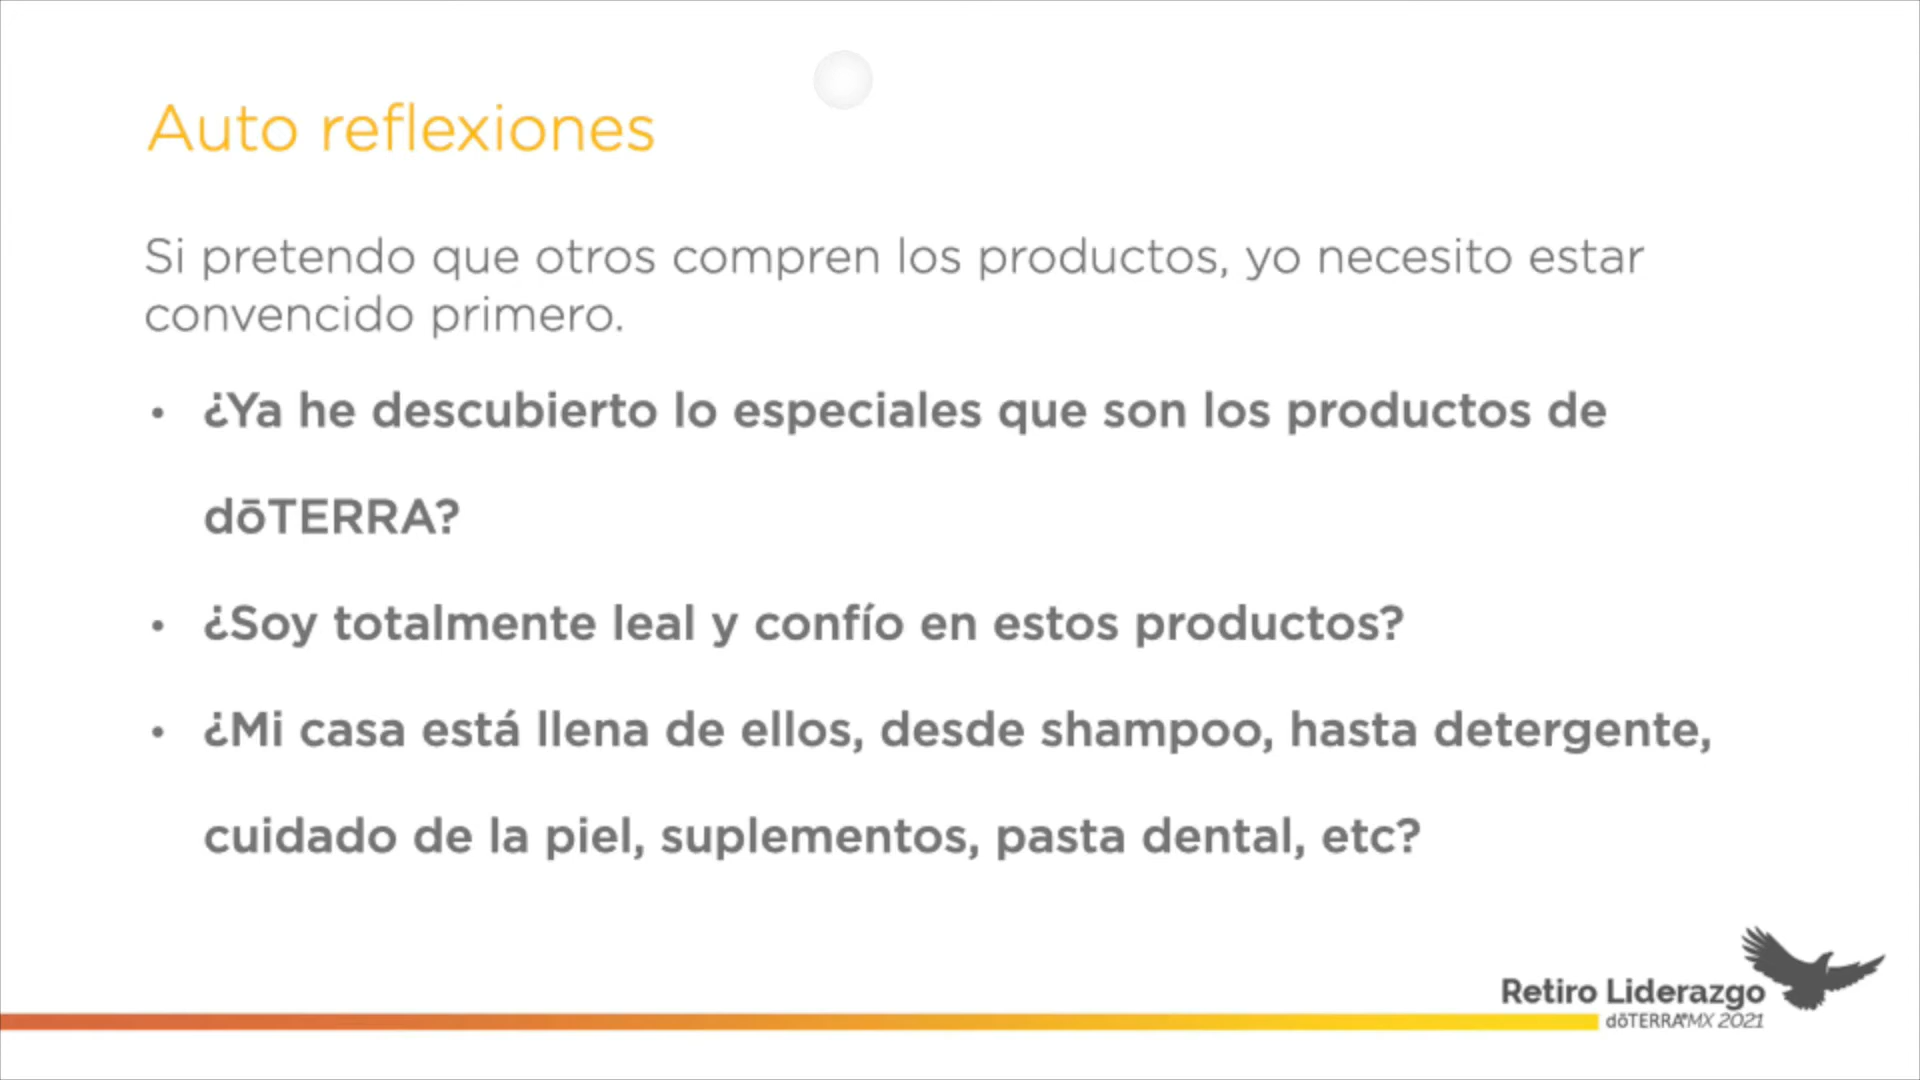 Auto reflexiones
Si pretendo que otros compren los productos, yo necesito estar
convencido primero.
• ¿Ya he descubierto lo especiales que son los productos de
dōTERRA?
• ¿Soy totalmente leal y confío en estos productos?
• ¿Mi casa está llena de ellos, desde shampoo, hasta detergente,
cuidado de la piel, suplementos, pasta dental, etc?
Retiro Liderazgo
dōTERRA®MX 2021